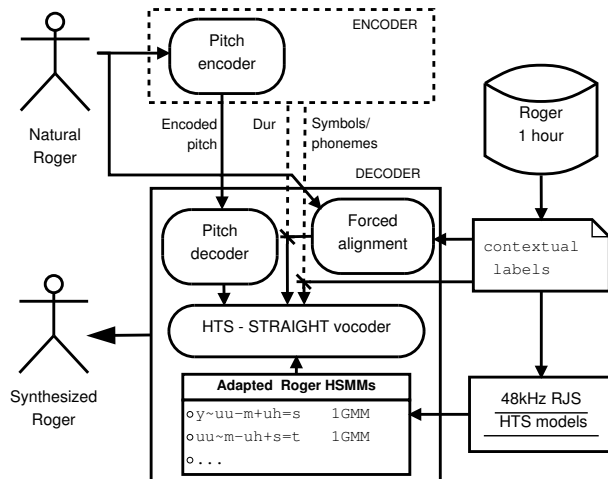 ENCODER
Pitch
encoder
Natural
Roger
Encoded
pitch
Dur
Symbols/
phonemes
Roger
1 hour
DECODER
Pitch
decoder
Forced
alignment
contextual
labels
HTS - STRAIGHT vocoder
Synthesized
Roger
Adapted Roger HSMMs
y~uu-m+uh=s 1GMM
uu~m-uh+s=t 1GMM
...
48kHz RJS
HTS models